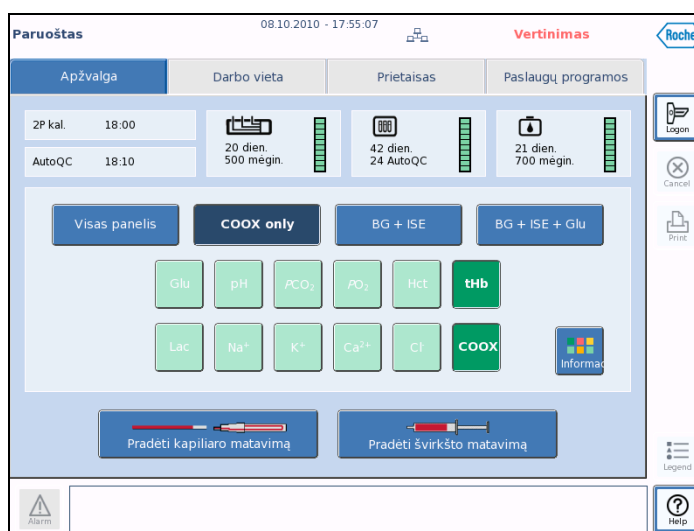 Paruoštas
08.10.2010 - 17:55:07
Vertinimas
Roche
Apžvalga
Darbo vieta
Prietaisas
Paslaugų programos
2P kal. 18:00
AutoQC 18:10
20 dien.
500 mėgin.
42 dien.
24 AutoQC
21 dien.
700 mėgin.
Logon
Cancel
Print
Visas panelis
COOX only
BG + ISE
BG + ISE + Glu
Glu
pH
PCO₂
PO₂
Hct
tHb
Lac
Na⁺
K⁺
Ca²⁺
Cl⁻
COOX
Informac
Pradėti kapiliaro matavimą
Pradėti švirkšto matavimą
Legend
Alarm
Help